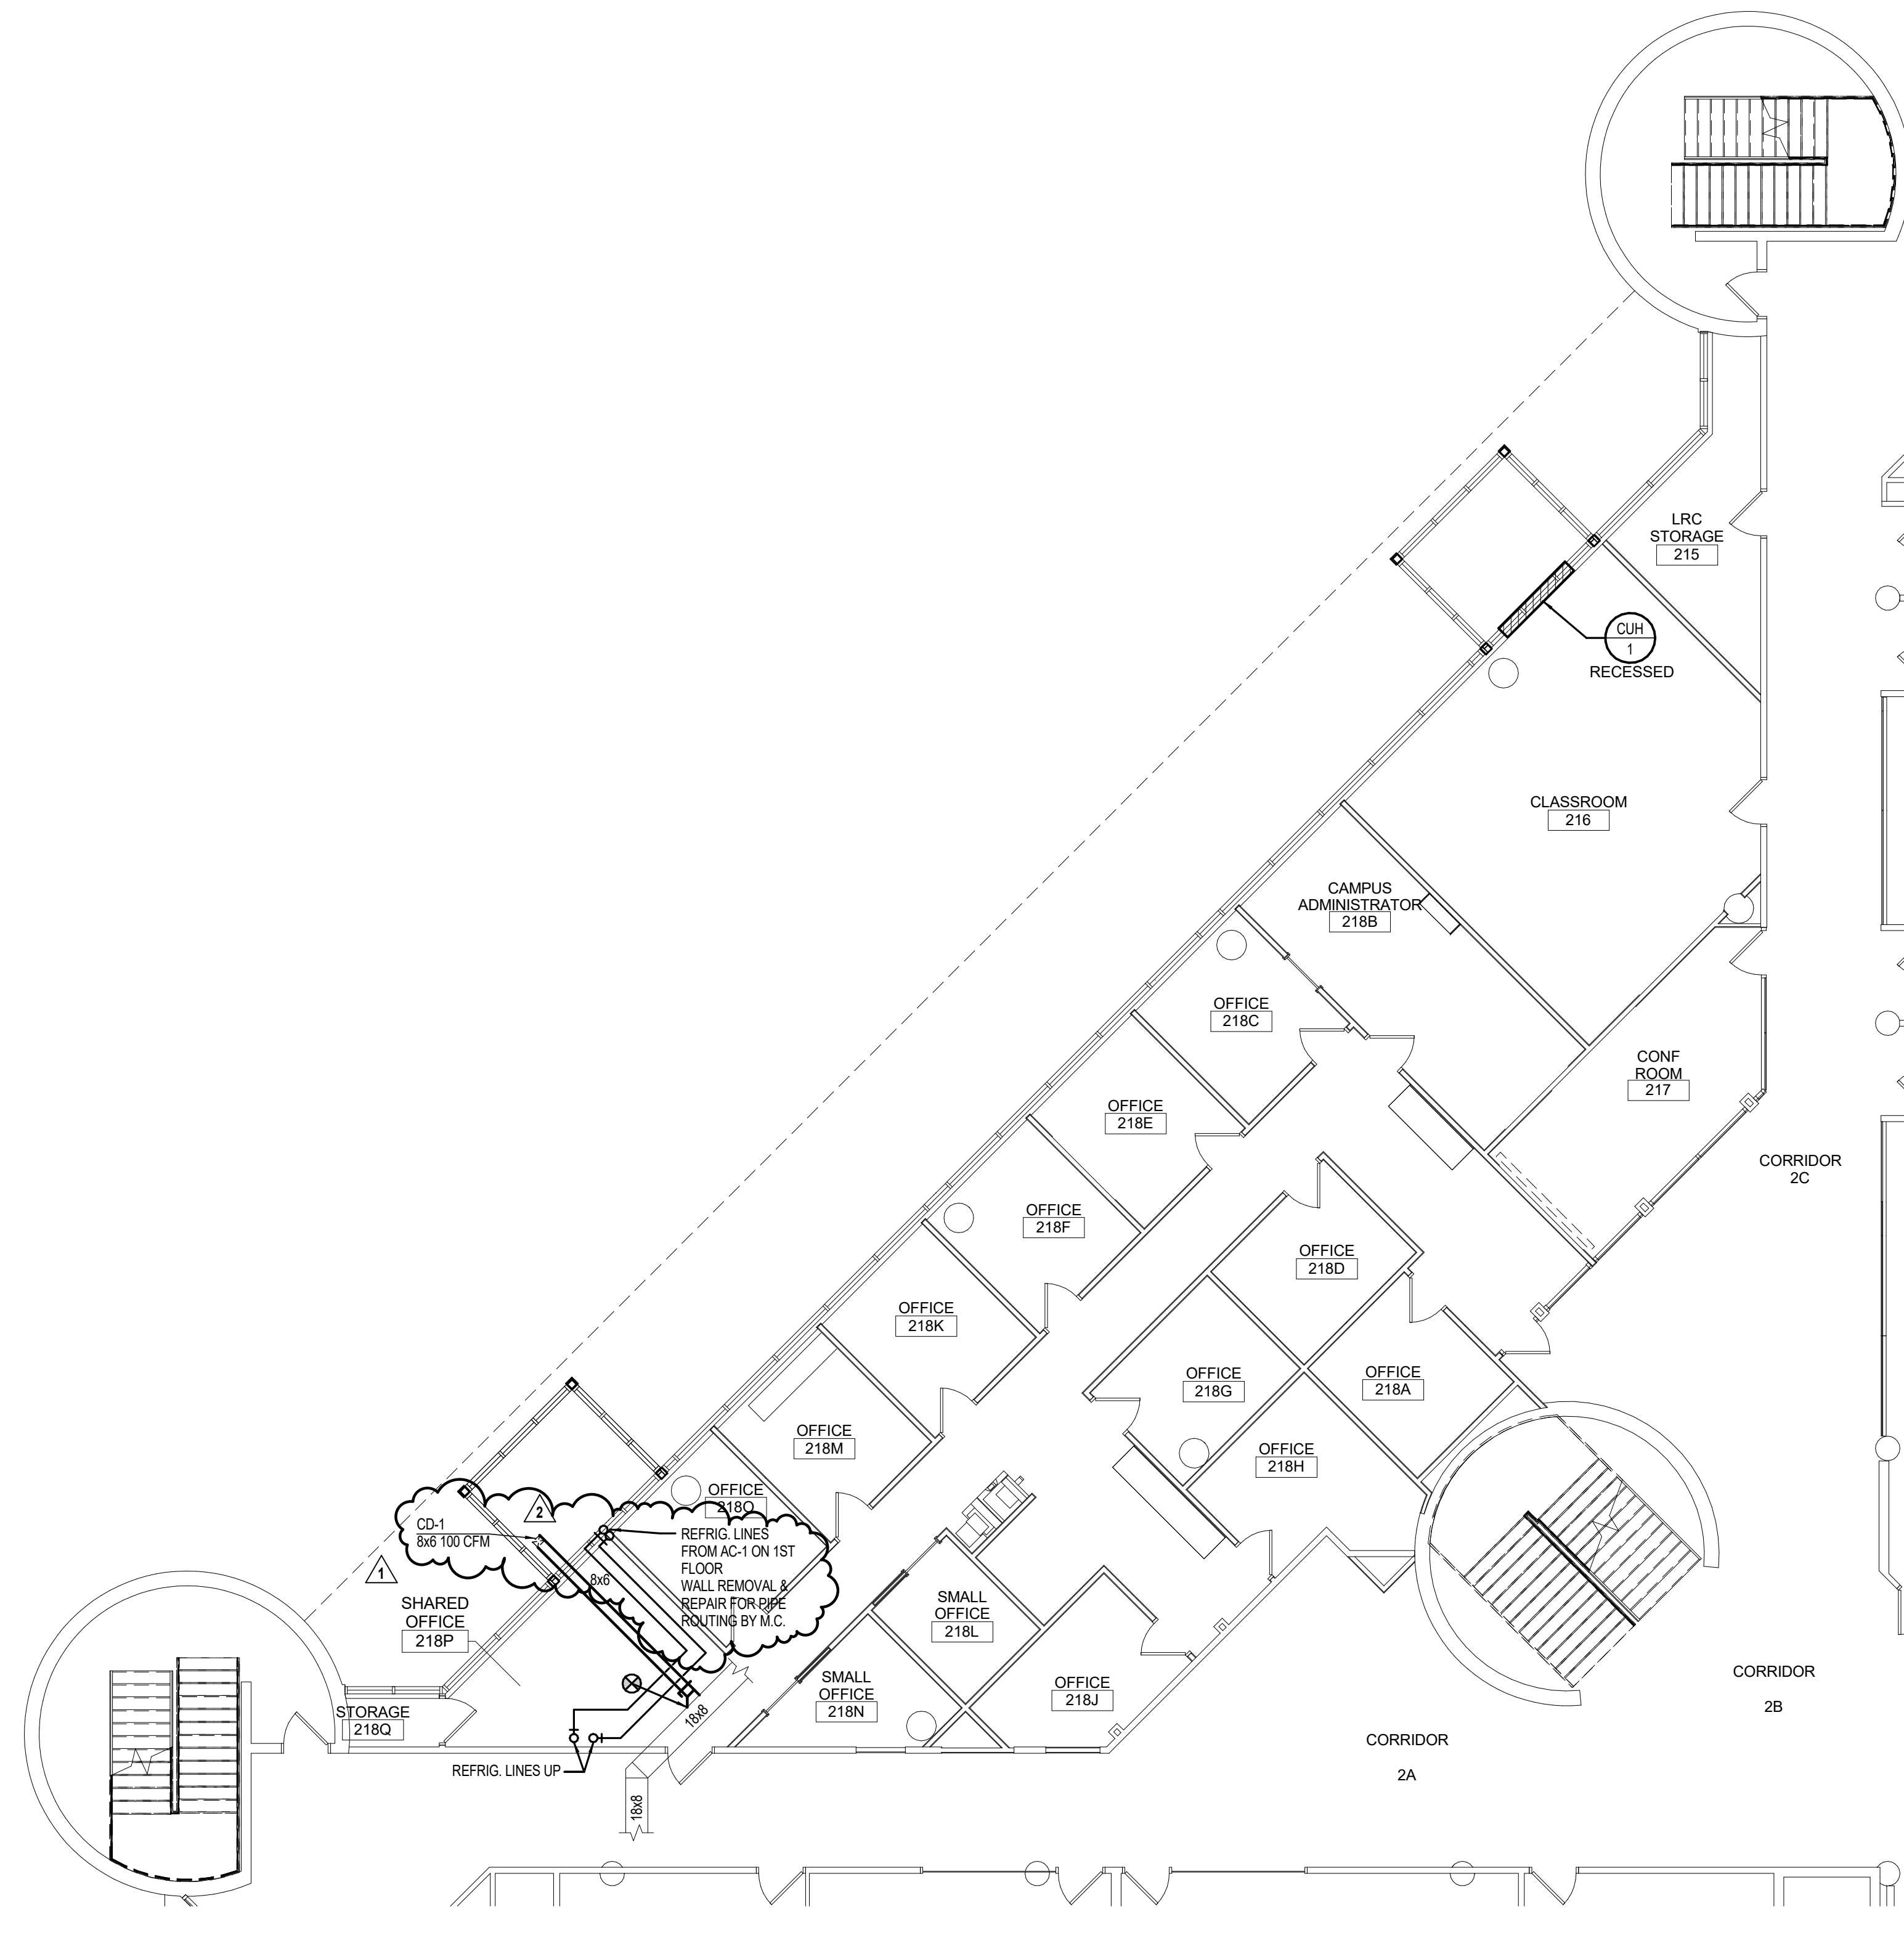 LRC
STORAGE
215
CUH
1
RECESSED
CLASSROOM
216
CAMPUS
ADMINISTRATOR
218B
OFFICE
218C
CONF
ROOM
217
OFFICE
218E
CORRIDOR
2C
OFFICE
218F
OFFICE
218D
OFFICE
218K
OFFICE
218G
OFFICE
218A
OFFICE
218M
OFFICE
218H
OFFICE
218O
2
CD-1
8x6 100 CFM
REFRIG. LINES
FROM AC-1 ON 1ST
FLOOR
WALL REMOVAL &
REPAIR FOR PIPE
ROUTING BY M.C.
1
8x6
SHARED
OFFICE
218P
SMALL
OFFICE
218L
SMALL
OFFICE
218N
OFFICE
218J
CORRIDOR
2B
STORAGE
218Q
18x8
CORRIDOR
2A
REFRIG. LINES UP
18x8